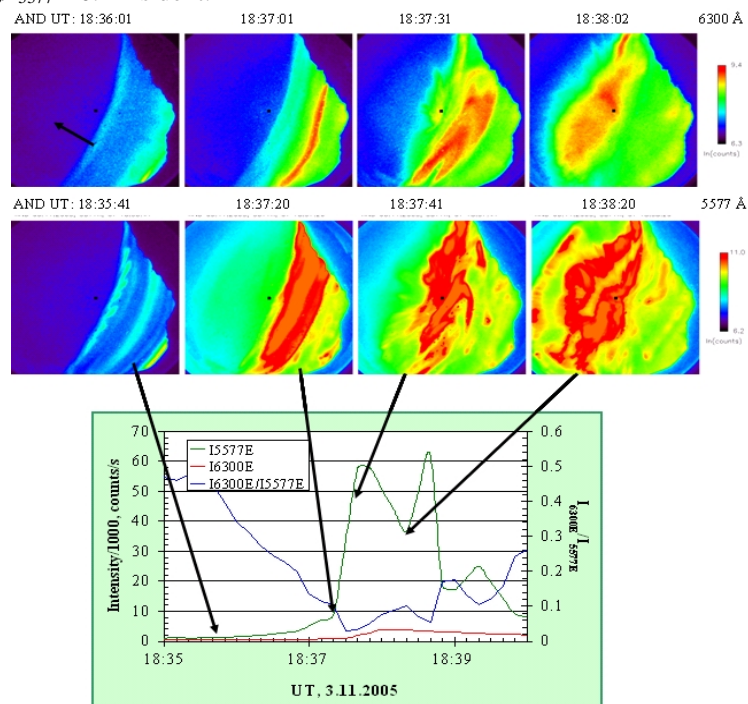 AND UT: 18:36:01 18:37:01 18:37:31 18:38:02 6300 Å
9.4
6.3
ln(counts)
AND UT: 18:35:41 18:37:20 18:37:41 18:38:20 5577 Å
11.0
6.2
ln(counts)
70 0.6
60 0.5
50 0.4
40 0.3
30 0.2
20 0.1
10 0
0
I5577E
I6300E
I6300E/I5577E
Intensity/1000, counts/s
I6300E/I5577E
18:35 18:37 18:39
UT, 3.11.2005